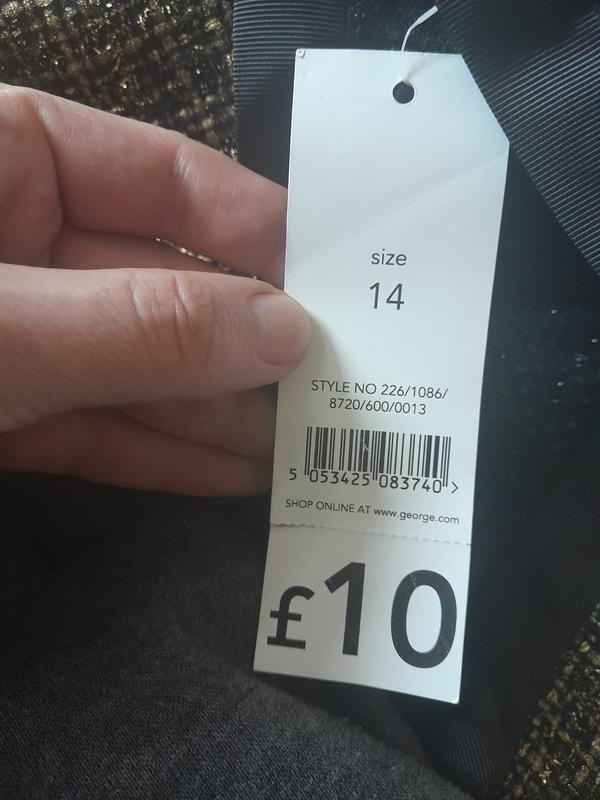 size
14
STYLE NO 226/1086/
8720/600/0013
5 053425 083740 >
SHOP ONLINE AT www.george.com
£10